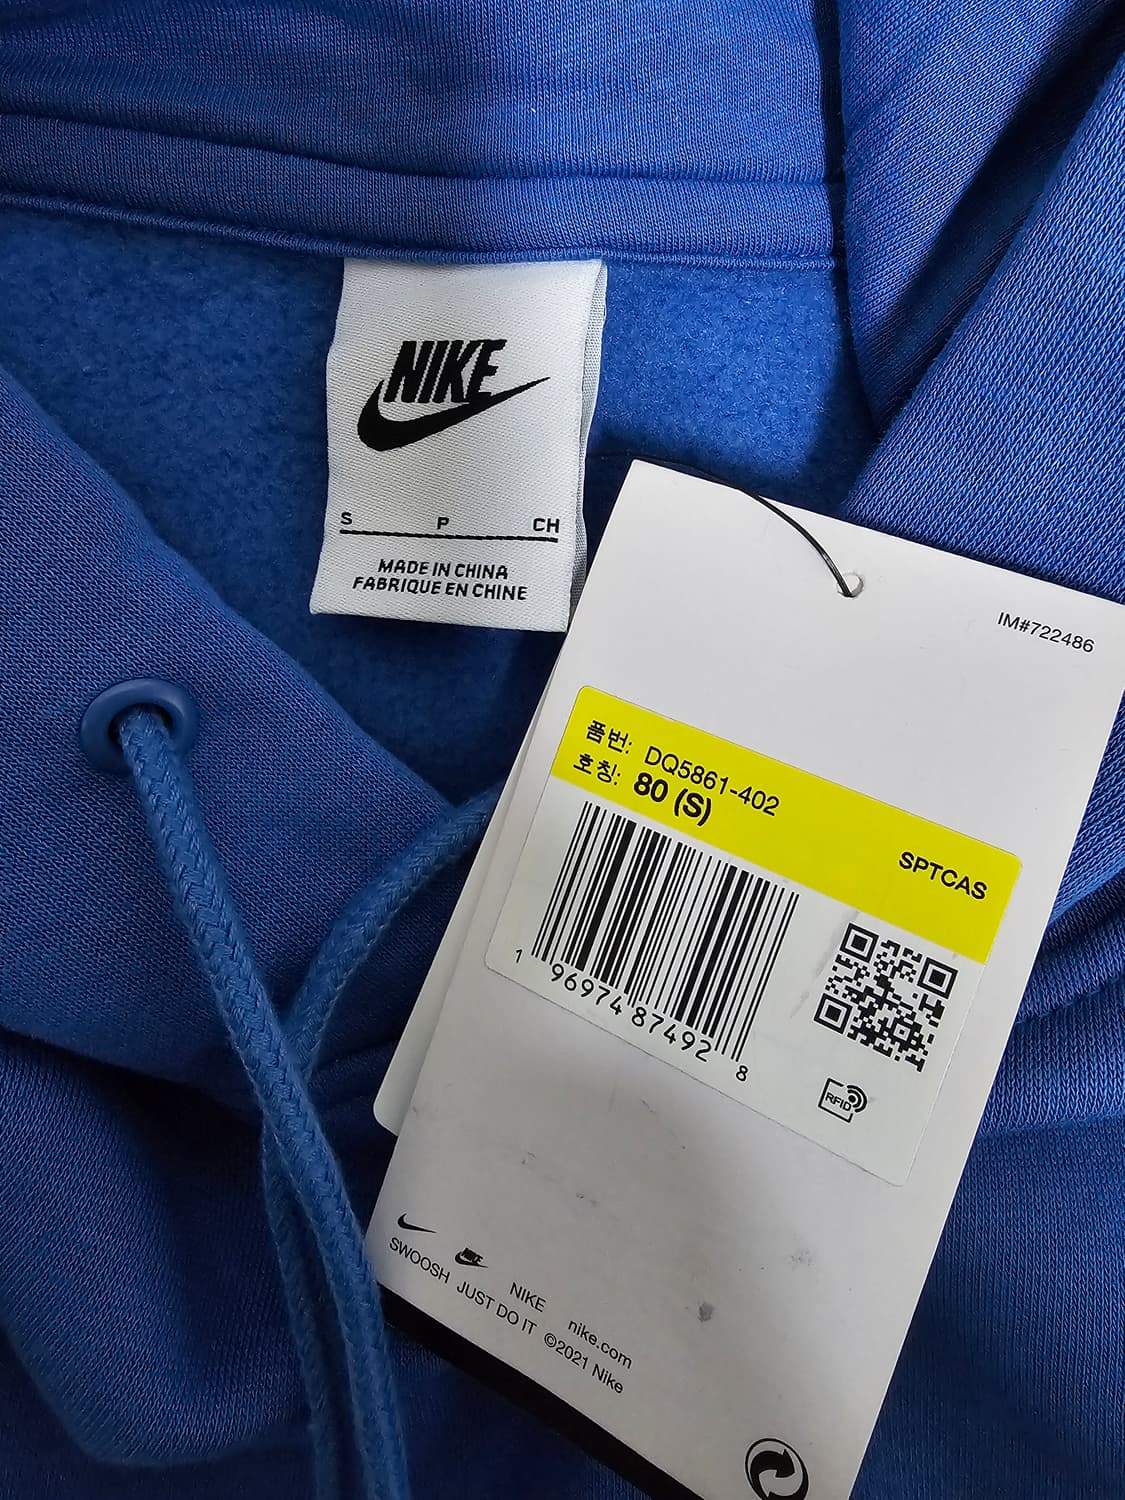 NIKE
S P CH
MADE IN CHINA
FABRIQUE EN CHINE
IM#722486
품번: DQ5861-402
호칭: 80 (S)
SPTCAS
1 96974 87492 8
RFID
NIKE nike.com
SWOOSH JUST DO IT ©2021 Nike